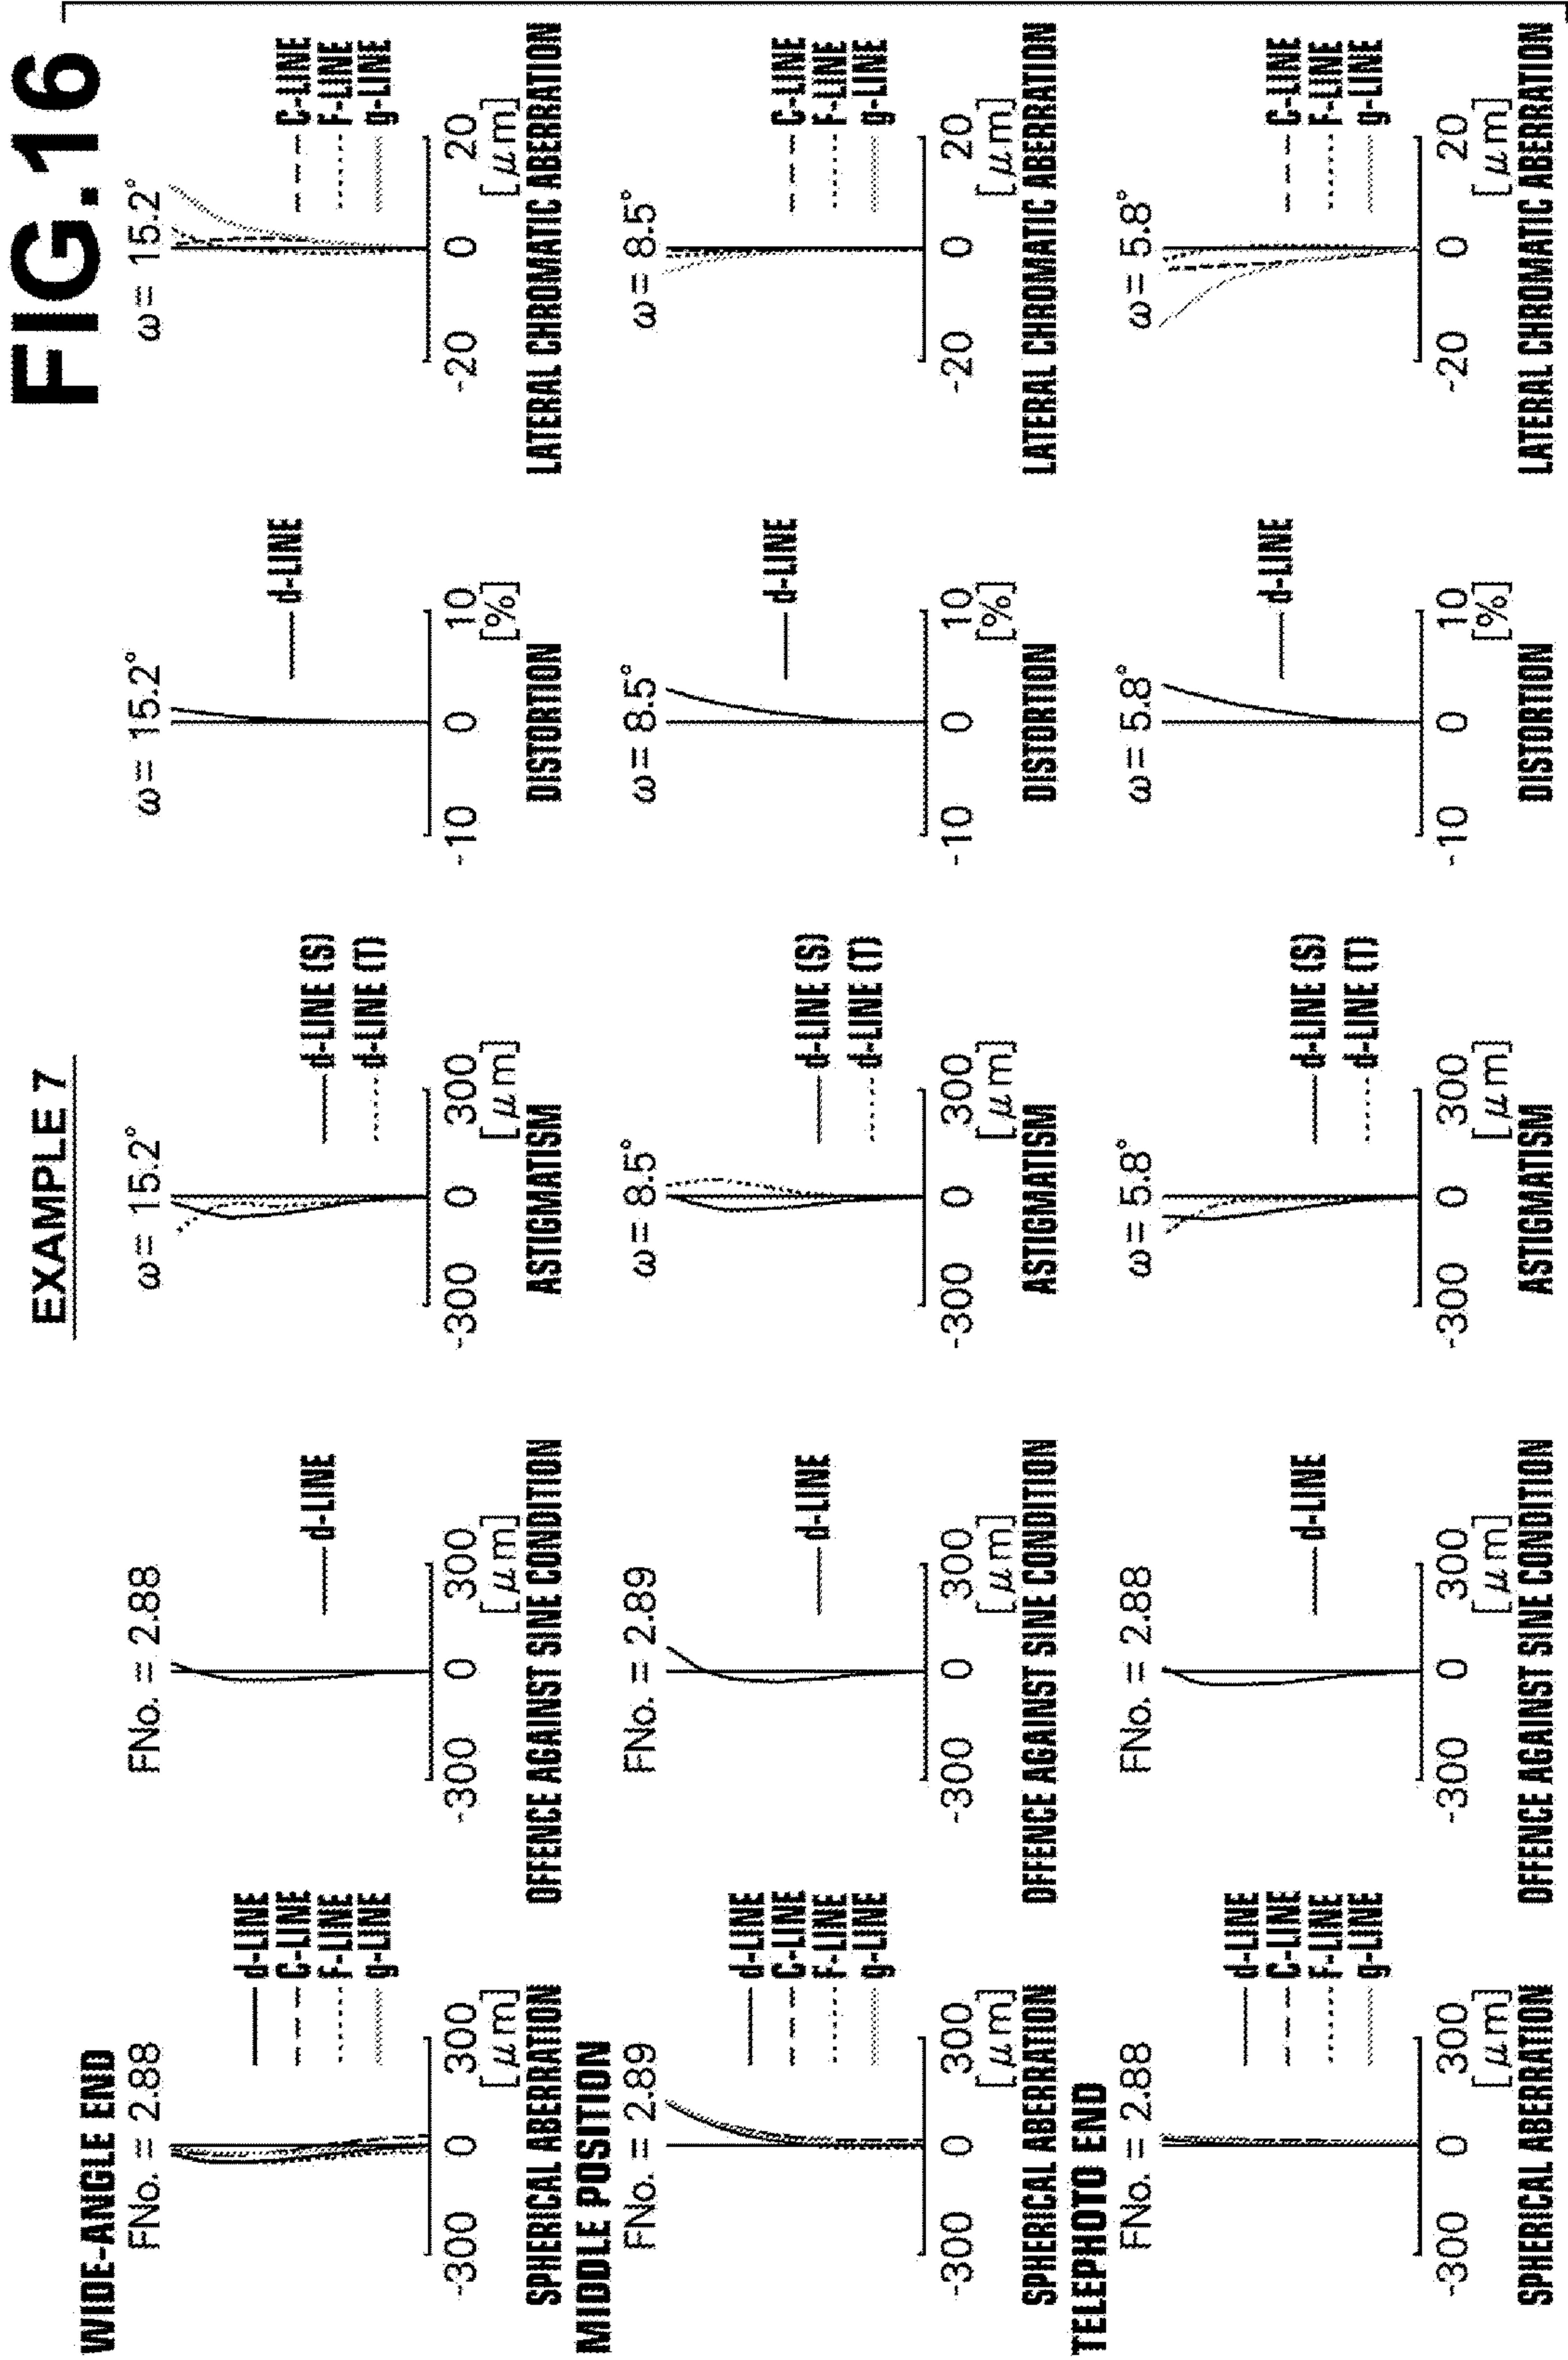 FIG.16
EXAMPLE 7
WIDE-ANGLE END
FNo. = 2.88
d-LINE
C-LINE
F-LINE
g-LINE
-300 0 300
[μm]
SPHERICAL ABERRATION
FNo. = 2.88
d-LINE
-300 0 300
[μm]
OFFENCE AGAINST SINE CONDITION
ω = 15.2°
d-LINE (S)
d-LINE (T)
-300 0 300
[μm]
ASTIGMATISM
ω = 15.2°
d-LINE
-10 0 10
[%]
DISTORTION
ω = 15.2°
C-LINE
F-LINE
g-LINE
-20 0 20
[μm]
LATERAL CHROMATIC ABERRATION
MIDDLE POSITION
FNo. = 2.89
d-LINE
C-LINE
F-LINE
g-LINE
-300 0 300
[μm]
SPHERICAL ABERRATION
FNo. = 2.89
d-LINE
-300 0 300
[μm]
OFFENCE AGAINST SINE CONDITION
ω = 8.5°
d-LINE (S)
d-LINE (T)
-300 0 300
[μm]
ASTIGMATISM
ω = 8.5°
d-LINE
-10 0 10
[%]
DISTORTION
ω = 8.5°
C-LINE
F-LINE
g-LINE
-20 0 20
[μm]
LATERAL CHROMATIC ABERRATION
TELEPHOTO END
FNo. = 2.88
d-LINE
C-LINE
F-LINE
g-LINE
-300 0 300
[μm]
SPHERICAL ABERRATION
FNo. = 2.88
d-LINE
-300 0 300
[μm]
OFFENCE AGAINST SINE CONDITION
ω = 5.8°
d-LINE (S)
d-LINE (T)
-300 0 300
[μm]
ASTIGMATISM
ω = 5.8°
d-LINE
-10 0 10
[%]
DISTORTION
ω = 5.8°
C-LINE
F-LINE
g-LINE
-20 0 20
[μm]
LATERAL CHROMATIC ABERRATION